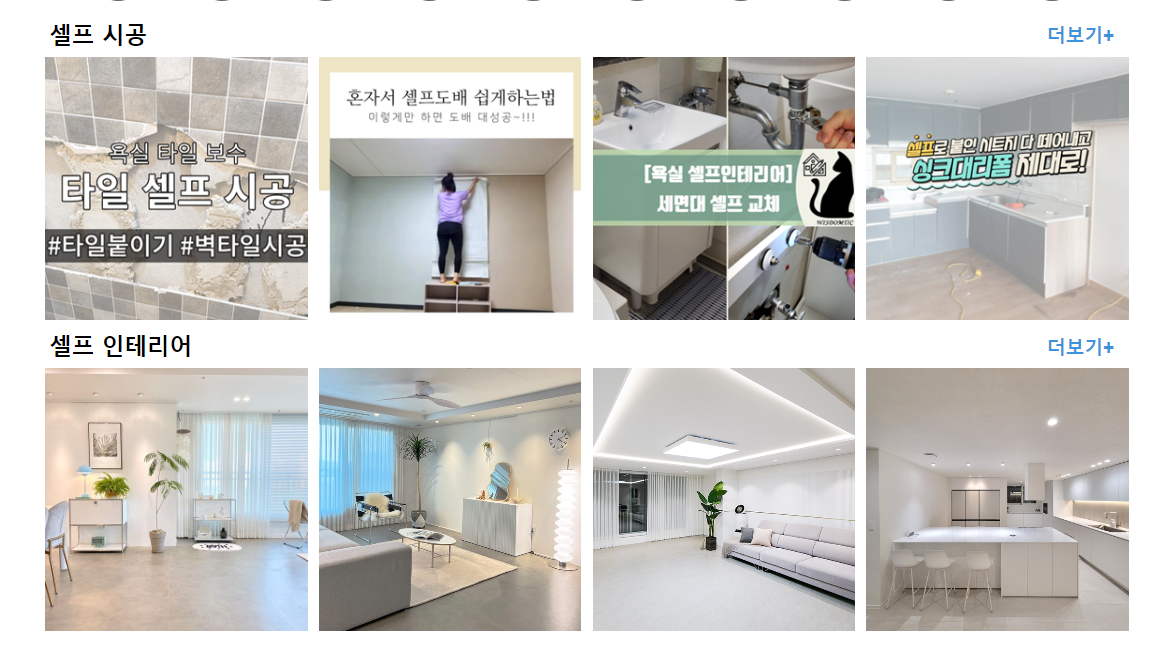 셀프 시공
더보기+
욕실 타일 보수
타일 셀프 시공
#타일붙이기 #벽타일시공
혼자서 셀프도배 쉽게하는법
이렇게만 하면 도배 대성공~!!!
[욕실 셀프인테리어]
세면대 셀프 교체
WISDOMTIC
셀프로 붙인 시트지 다 떼어내고
싱크대리폼 제대로!
셀프 인테리어
더보기+